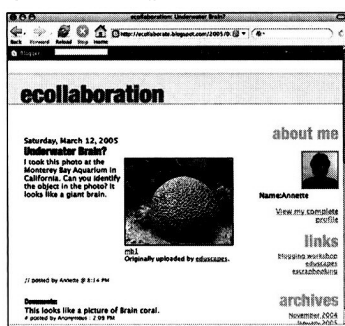 ecollaboration: Underwater Brain?
Back Forward Reload Stop Home
http://ecollaborate.blogspot.com/2005/0
ecollaboration
Saturday, March 12, 2005
Underwater Brain?
I took this photo at the
Monterey Bay Aquarium in
California. Can you identify
the object in the photo? It
looks like a giant brain.
mb1
Originally uploaded by eduscapes.
// posted by Annette @ 8:14 PM
Comments:
This looks like a picture of Brain coral.
# posted by Anonymous : 2:09 PM
about me
Name:Annette
View my complete
profile
links
blogging workshop
eduscapes
escrapbooking
archives
November 2004
January 2005